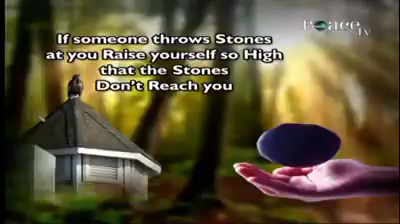 If someone throws Stones
at you Raise yourself so High
that the Stones
Don't Reach you
peace
tv